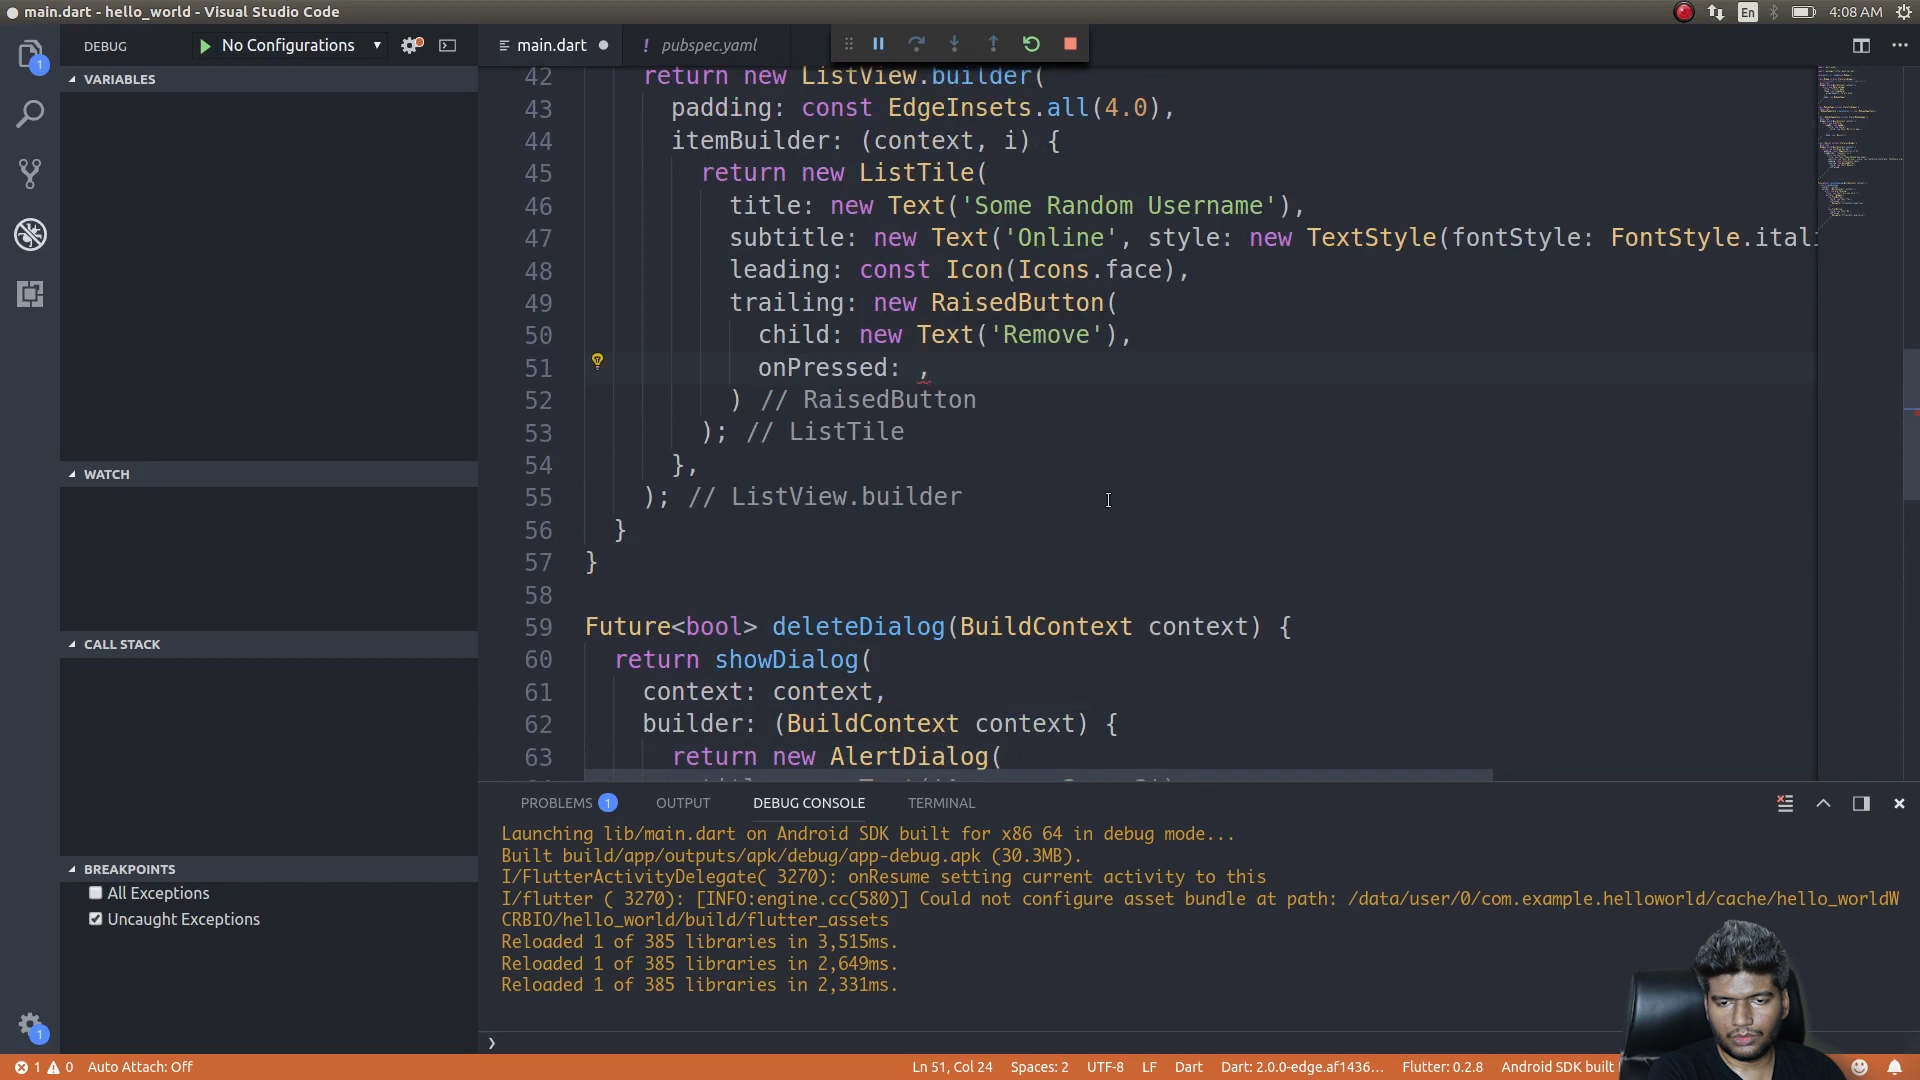 main.dart - hello_world - Visual Studio Code
En
4:08 AM
DEBUG
No Configurations
main.dart
! pubspec.yaml
1
VARIABLES
WATCH
CALL STACK
BREAKPOINTS
All Exceptions
Uncaught Exceptions
1
42 return new ListView.builder(
43 padding: const EdgeInsets.all(4.0),
44 itemBuilder: (context, i) {
45 return new ListTile(
46 title: new Text('Some Random Username'),
47 subtitle: new Text('Online', style: new TextStyle(fontStyle: FontStyle.itali
48 leading: const Icon(Icons.face),
49 trailing: new RaisedButton(
50 child: new Text('Remove'),
51 onPressed: ,
52 ) // RaisedButton
53 ); // ListTile
54 },
55 ); // ListView.builder
56 }
57 }
58
59 Future<bool> deleteDialog(BuildContext context) {
60 return showDialog(
61 context: context,
62 builder: (BuildContext context) {
63 return new AlertDialog(
PROBLEMS 1 OUTPUT DEBUG CONSOLE TERMINAL
Launching lib/main.dart on Android SDK built for x86 64 in debug mode...
Built build/app/outputs/apk/debug/app-debug.apk (30.3MB).
I/FlutterActivityDelegate( 3270): onResume setting current activity to this
I/flutter ( 3270): [INFO:engine.cc(580)] Could not configure asset bundle at path: /data/user/0/com.example.helloworld/cache/hello_worldW
CRBIO/hello_world/build/flutter_assets
Reloaded 1 of 385 libraries in 3,515ms.
Reloaded 1 of 385 libraries in 2,649ms.
Reloaded 1 of 385 libraries in 2,331ms.
❯
1 0 Auto Attach: Off Ln 51, Col 24 Spaces: 2 UTF-8 LF Dart Dart: 2.0.0-edge.af1436... Flutter: 0.2.8 Android SDK built